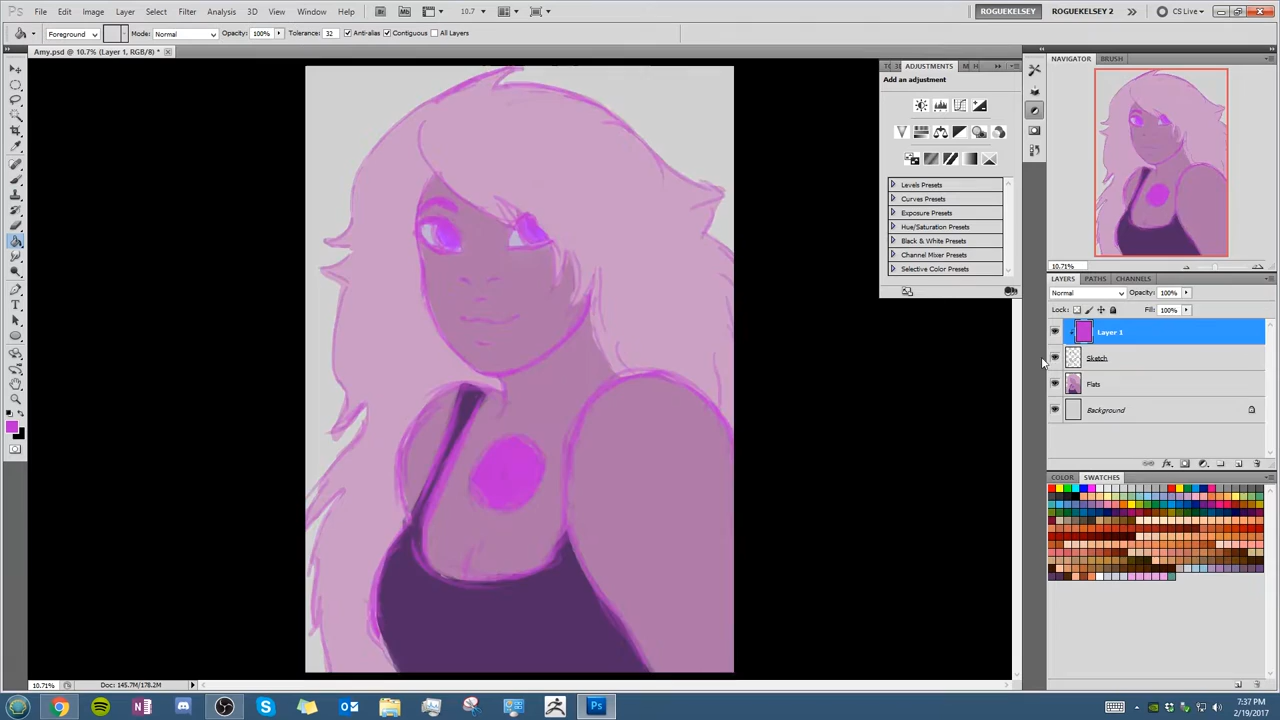 Ps File Edit Image Layer Select Filter Analysis 3D View Window Help Br Mb 10.7 ROGUEKELSEY ROGUEKELSEY 2 CS Live
Foreground Mode: Normal Opacity: 100% Tolerance: 32 Anti-alias Contiguous All Layers
Amy.psd @ 10.7% (Layer 1, RGB/8) *
ADJUSTMENTS
Add an adjustment
Levels Presets
Curves Presets
Exposure Presets
Hue/Saturation Presets
Black & White Presets
Channel Mixer Presets
Selective Color Presets
NAVIGATOR BRUSH
10.71%
LAYERS PATHS CHANNELS
Normal Opacity: 100%
Lock: Fill: 100%
Layer 1
Sketch
Flats
Background
COLOR SWATCHES
10.71% Doc: 145.7M/178.2M
7:37 PM
2/19/2017